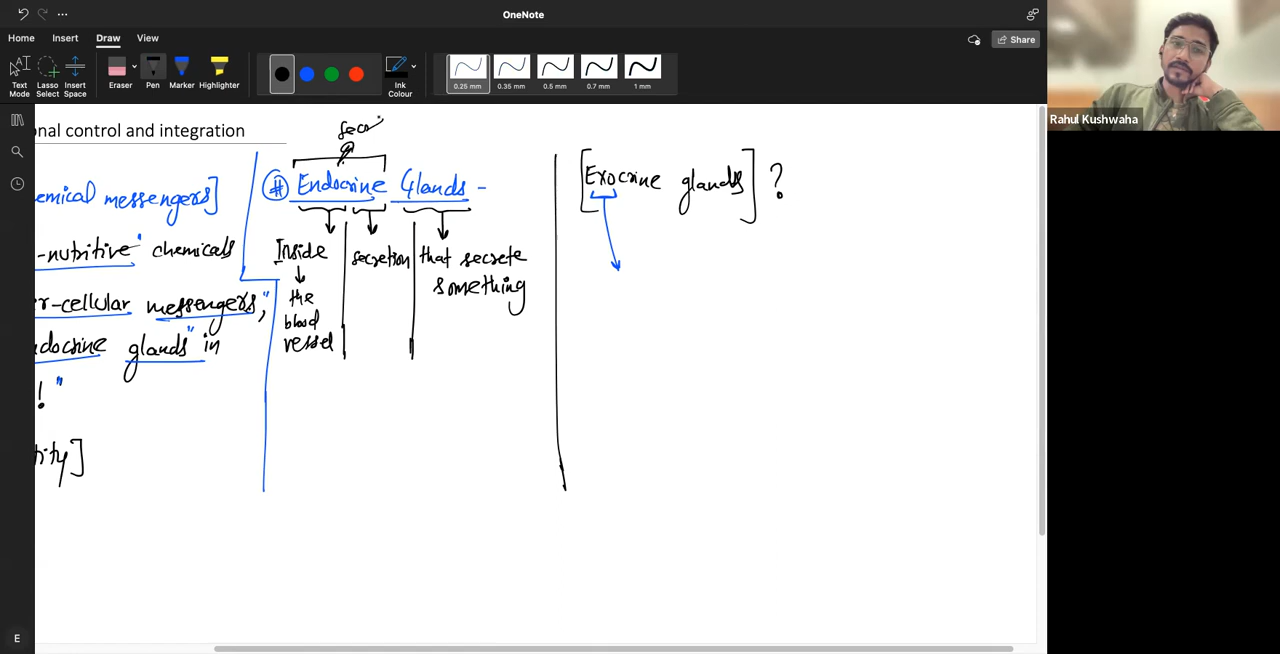 OneNote
Home Insert Draw View
Share
Text Mode
Lasso Select
Insert Space
Eraser
Pen
Marker
Highlighter
Ink Colour
0.25 mm
0.35 mm
0.5 mm
0.7 mm
1 mm
Rahul Kushwaha
onal control and integration
emical messengers]
-nutritive" chemicals
er-cellular messengers,"
ndocrine glands" in
!"
tity]
# Endocrine Glands -
Inside
the
blood
vessel
secretion
that secrete
something
[Exocrine glands] ?
E